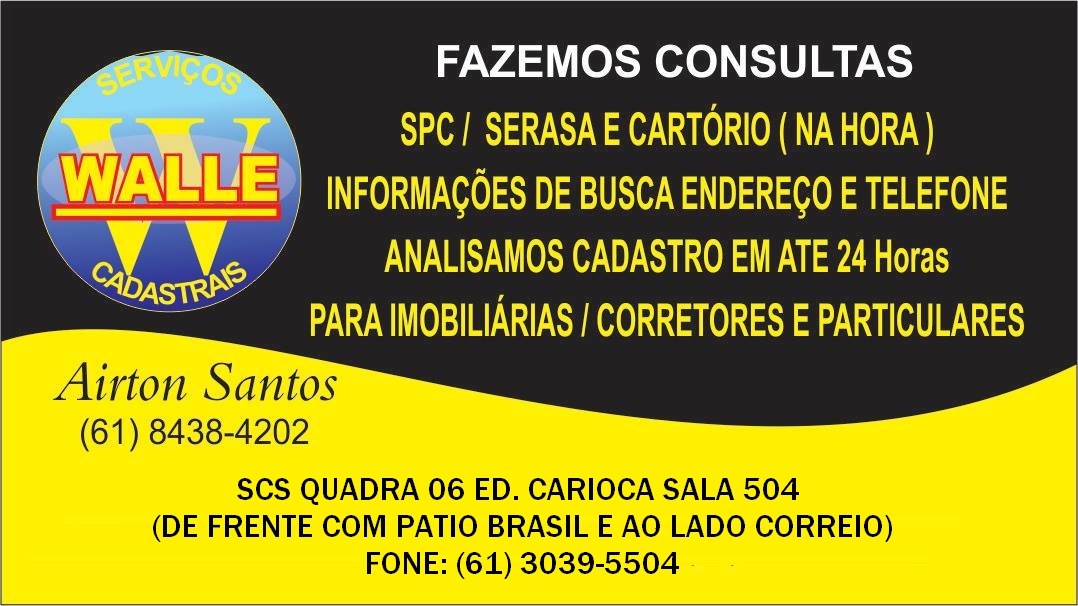 SERVIÇOS
W
WALLE
CADASTRAIS
FAZEMOS CONSULTAS
SPC / SERASA E CARTÓRIO ( NA HORA )
INFORMAÇÕES DE BUSCA ENDEREÇO E TELEFONE
ANALISAMOS CADASTRO EM ATE 24 Horas
PARA IMOBILIÁRIAS / CORRETORES E PARTICULARES
Airton Santos
(61) 8438-4202
SCS QUADRA 06 ED. CARIOCA SALA 504
(DE FRENTE COM PATIO BRASIL E AO LADO CORREIO)
FONE: (61) 3039-5504